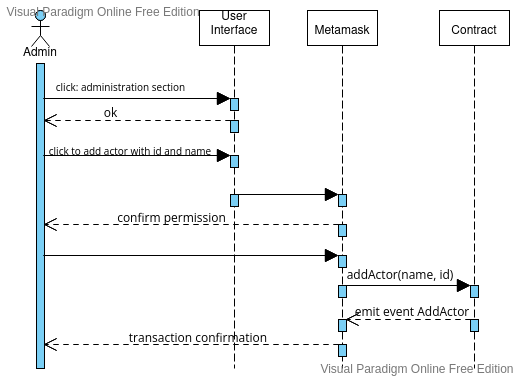 Visual Paradigm Online Free Edition
User
Interface
Metamask
Contract
Admin
click: administration section
ok
click to add actor with id and name
confirm permission
addActor(name, id)
emit event AddActor
transaction confirmation
Visual Paradigm Online Free Edition